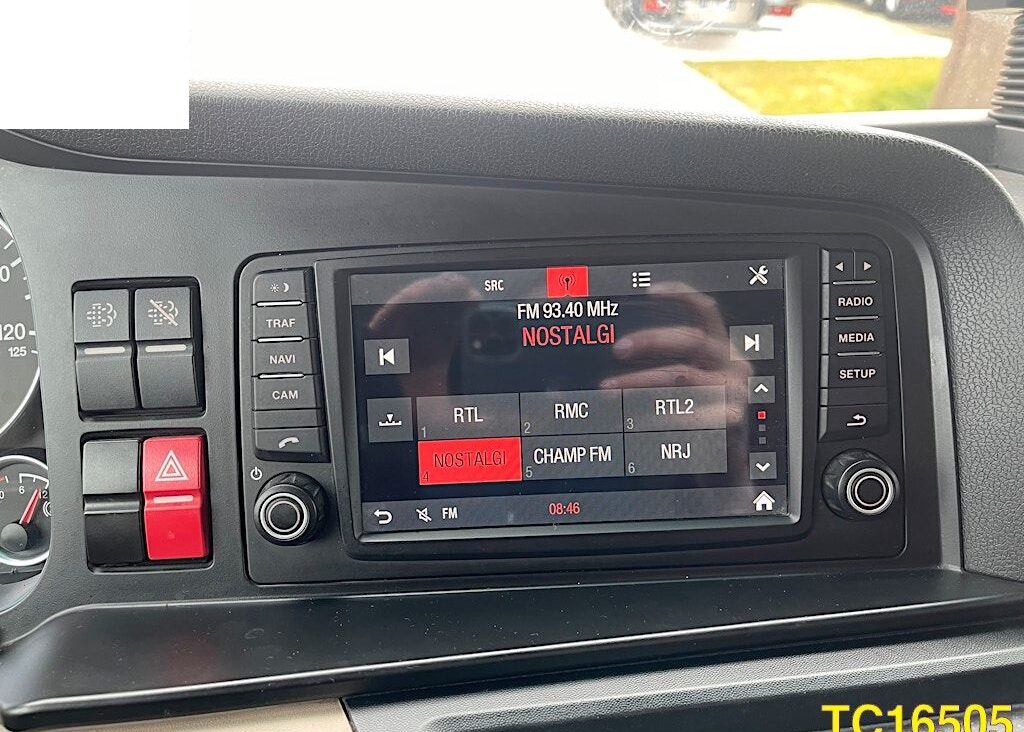 120
125
6
TRAF
NAVI
CAM
SRC
FM 93.40 MHz
NOSTALGI
1 RTL
2 RMC
3 RTL2
4 NOSTALGI
5 CHAMP FM
6 NRJ
FM
08:46
RADIO
MEDIA
SETUP
TC16505